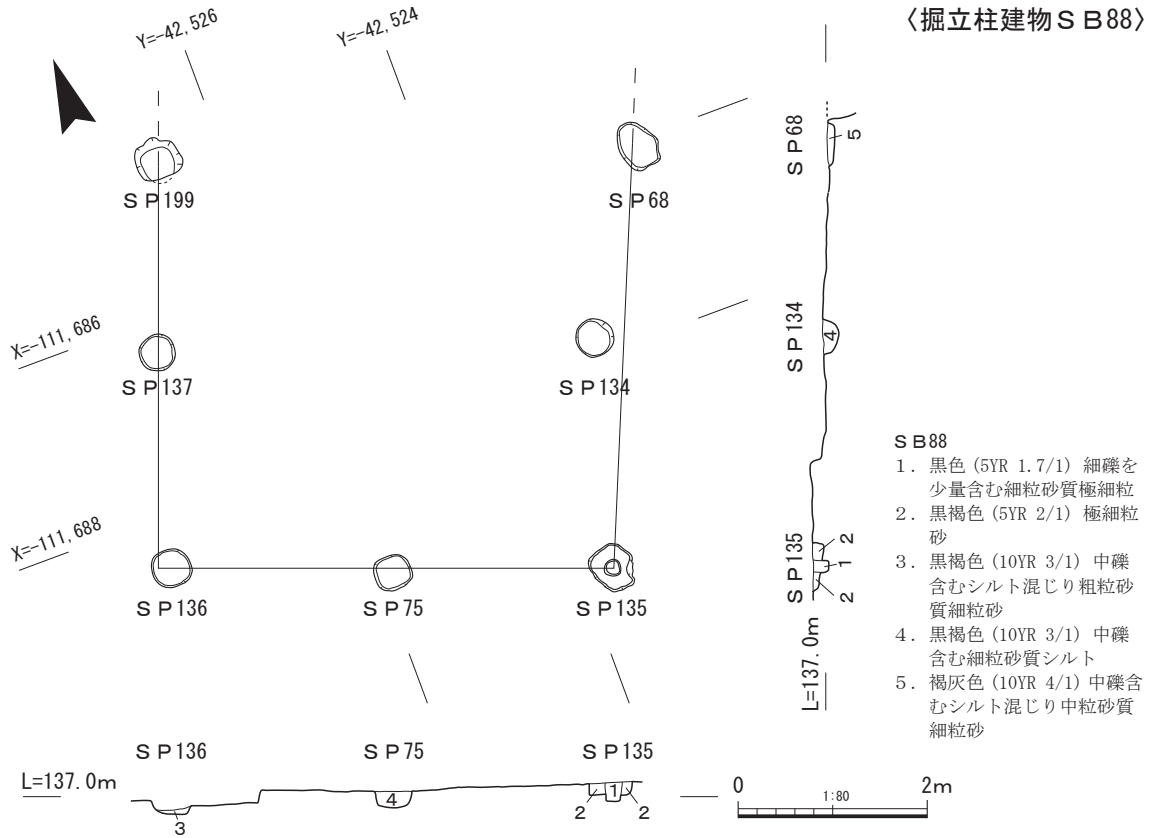 〈掘立柱建物ＳＢ88〉
Y=-42,526
Y=-42,524
ＳＰ199
ＳＰ68
ＳＰ68
5
X=-111,686
ＳＰ137
ＳＰ134
ＳＰ134
4
X=-111,688
ＳＰ136
ＳＰ75
ＳＰ135
ＳＰ135
2
1
2
L=137.0m
ＳＢ88
１．黒色 (5YR 1.7/1) 細礫を
少量含む細粒砂質極細粒
２．黒褐色 (5YR 2/1) 極細粒
砂
３．黒褐色 (10YR 3/1) 中礫
含むシルト混じり粗粒砂
質細粒砂
４．黒褐色 (10YR 3/1) 中礫
含む細粒砂質シルト
５．褐灰色 (10YR 4/1) 中礫含
むシルト混じり中粒砂質
細粒砂
ＳＰ136
ＳＰ75
ＳＰ135
L=137.0m
3
4
2
1
2
0
1:80
2m